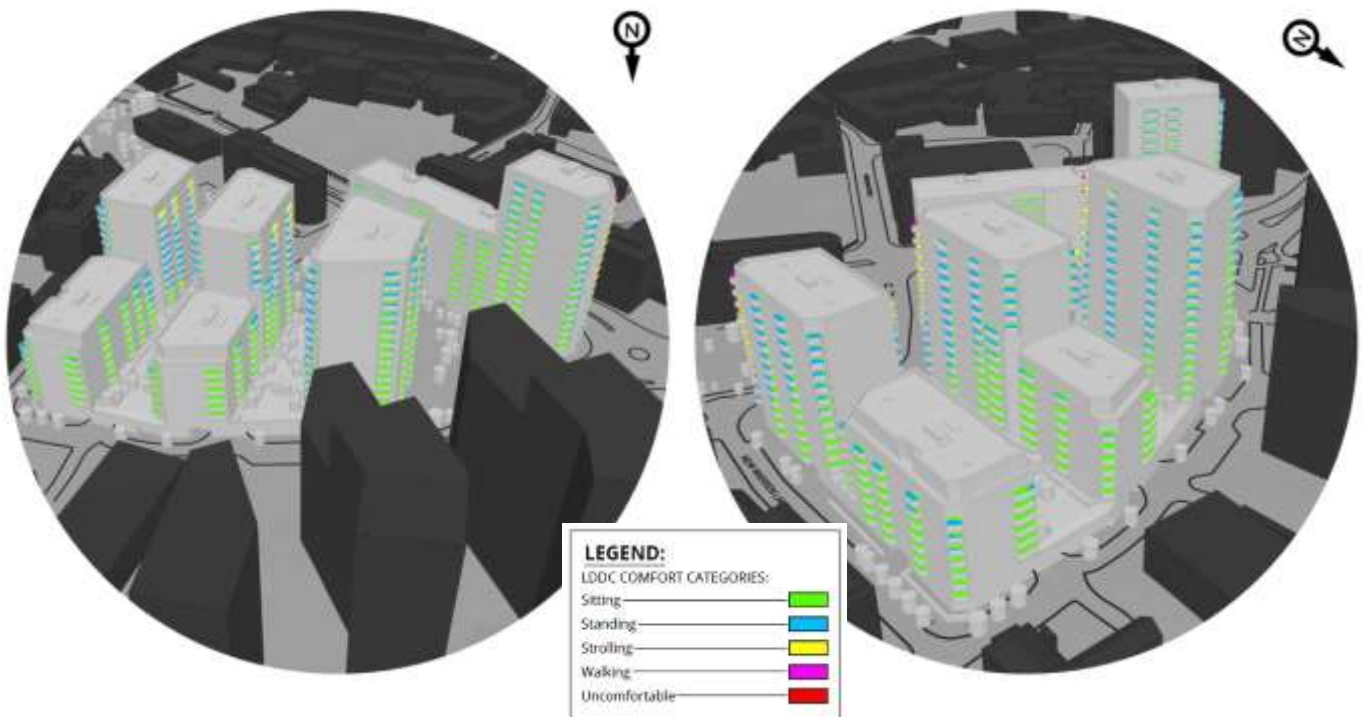 N
N
LEGEND:
LDDC COMFORT CATEGORIES:
Sitting
Standing
Strolling
Walking
Uncomfortable